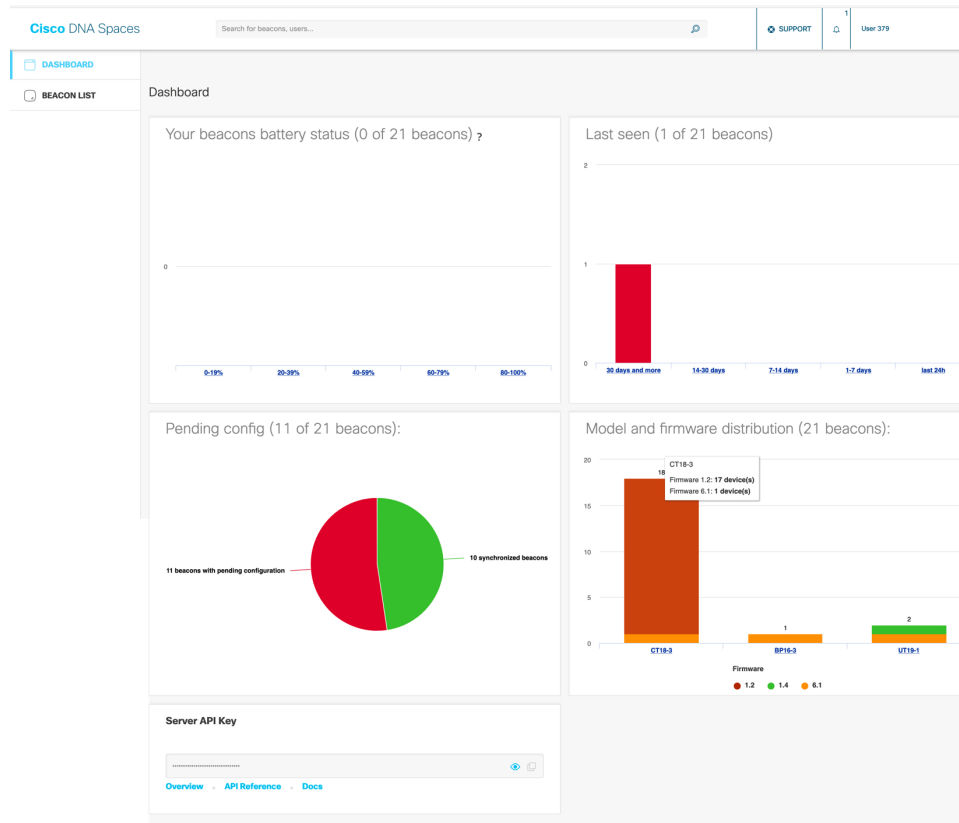 Cisco DNA Spaces
Search for beacons, users...
SUPPORT
1
User 379
DASHBOARD
BEACON LIST
Dashboard
Your beacons battery status (0 of 21 beacons) ?
0
0-19%
20-39%
40-59%
60-79%
80-100%
Last seen (1 of 21 beacons)
2
1
0
30 days and more
14-30 days
7-14 days
1-7 days
last 24h
Pending config (11 of 21 beacons):
11 beacons with pending configuration
10 synchronized beacons
Model and firmware distribution (21 beacons):
20
15
10
5
0
18
CT18-3
Firmware 1.2: 17 device(s)
Firmware 6.1: 1 device(s)
1
2
CT18-3
BP16-3
UT19-1
Firmware
1.2
1.4
6.1
Server API Key
Overview
API Reference
Docs